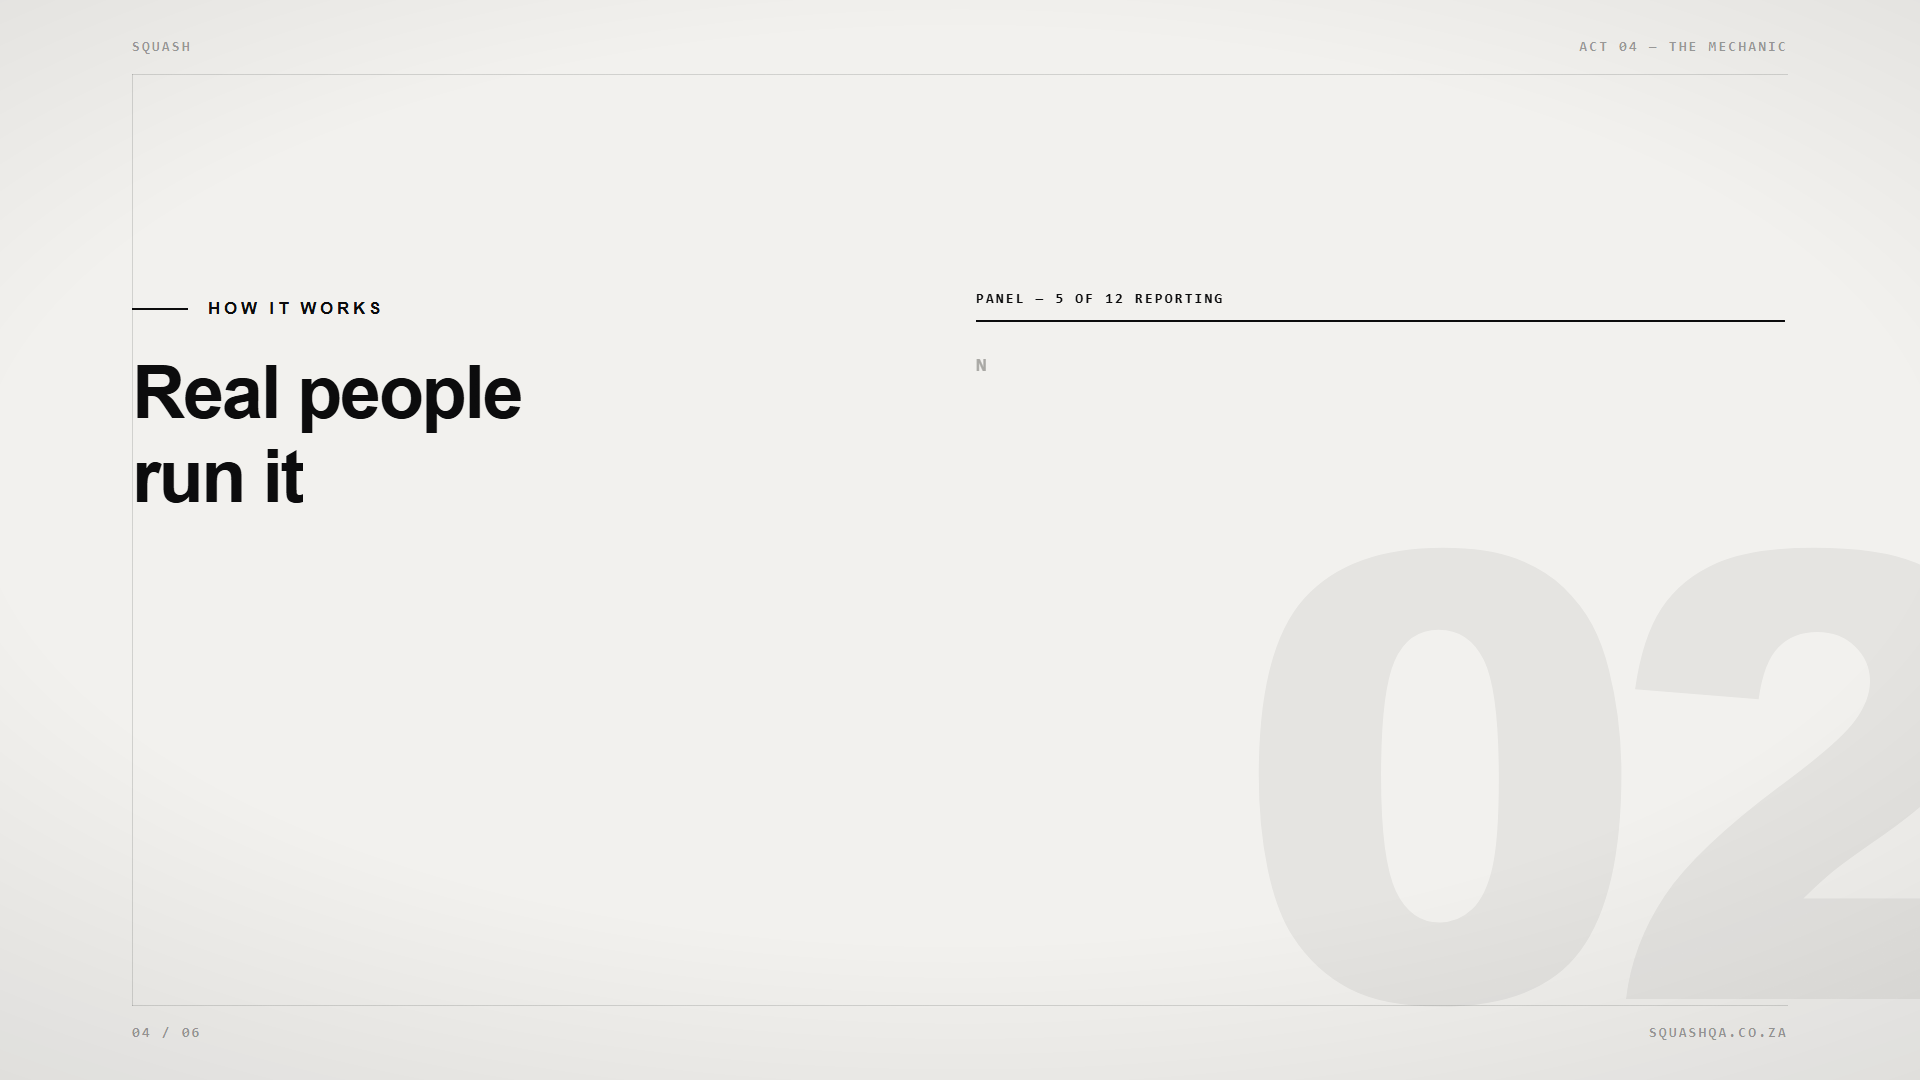 SQUASH
ACT 04 — THE MECHANIC
HOW IT WORKS
Real people
run it
PANEL — 5 OF 12 REPORTING
N
02
04 / 06
SQUASHQA.CO.ZA